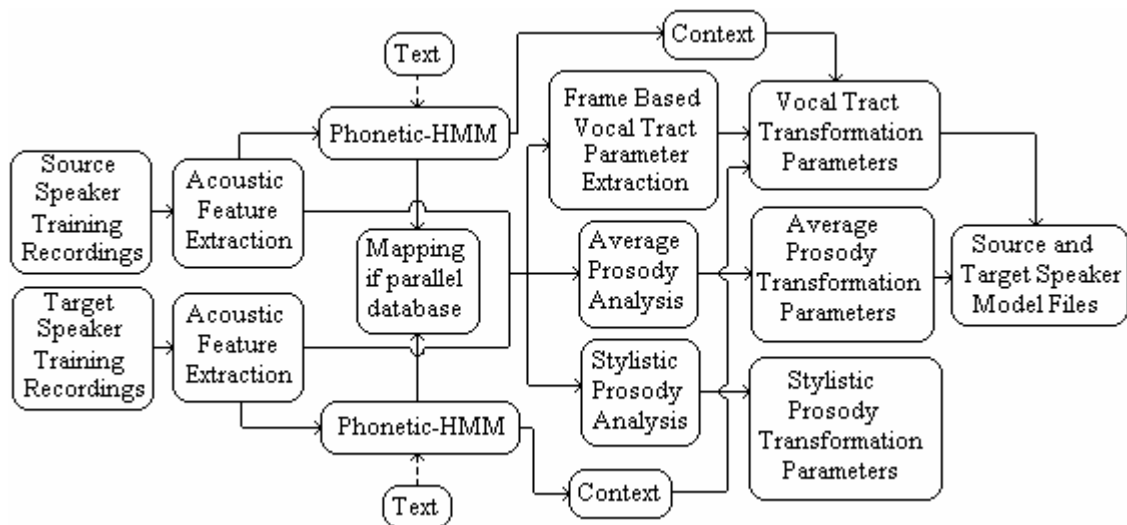 Text
Context
Phonetic-HMM
Frame Based
Vocal Tract
Parameter
Extraction
Vocal Tract
Transformation
Parameters
Source
Speaker
Training
Recordings
Acoustic
Feature
Extraction
Mapping
if parallel
database
Average
Prosody
Analysis
Average
Prosody
Transformation
Parameters
Source and
Target Speaker
Model Files
Target
Speaker
Training
Recordings
Acoustic
Feature
Extraction
Stylistic
Prosody
Analysis
Stylistic
Prosody
Transformation
Parameters
Phonetic-HMM
Text
Context